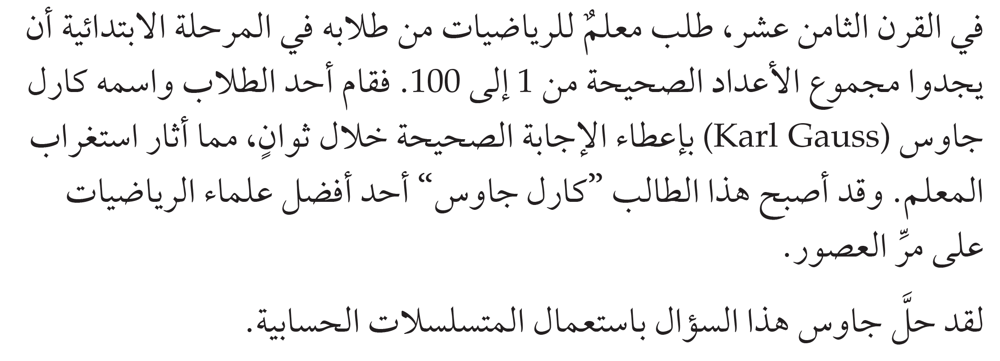 في القرن الثامن عشر، طلب معلمٌ للرياضيات من طلابه في المرحلة الابتدائية أن
يجدوا مجموع الأعداد الصحيحة من 1 إلى 100. فقام أحد الطلاب واسمه كارل
جاوس (Karl Gauss) بإعطاء الإجابة الصحيحة خلال ثوانٍ، مما أثار استغراب
المعلم. وقد أصبح هذا الطالب ”كارل جاوس“ أحد أفضل علماء الرياضيات
على مرِّ العصور.
لقد حلَّ جاوس هذا السؤال باستعمال المتسلسلات الحسابية.